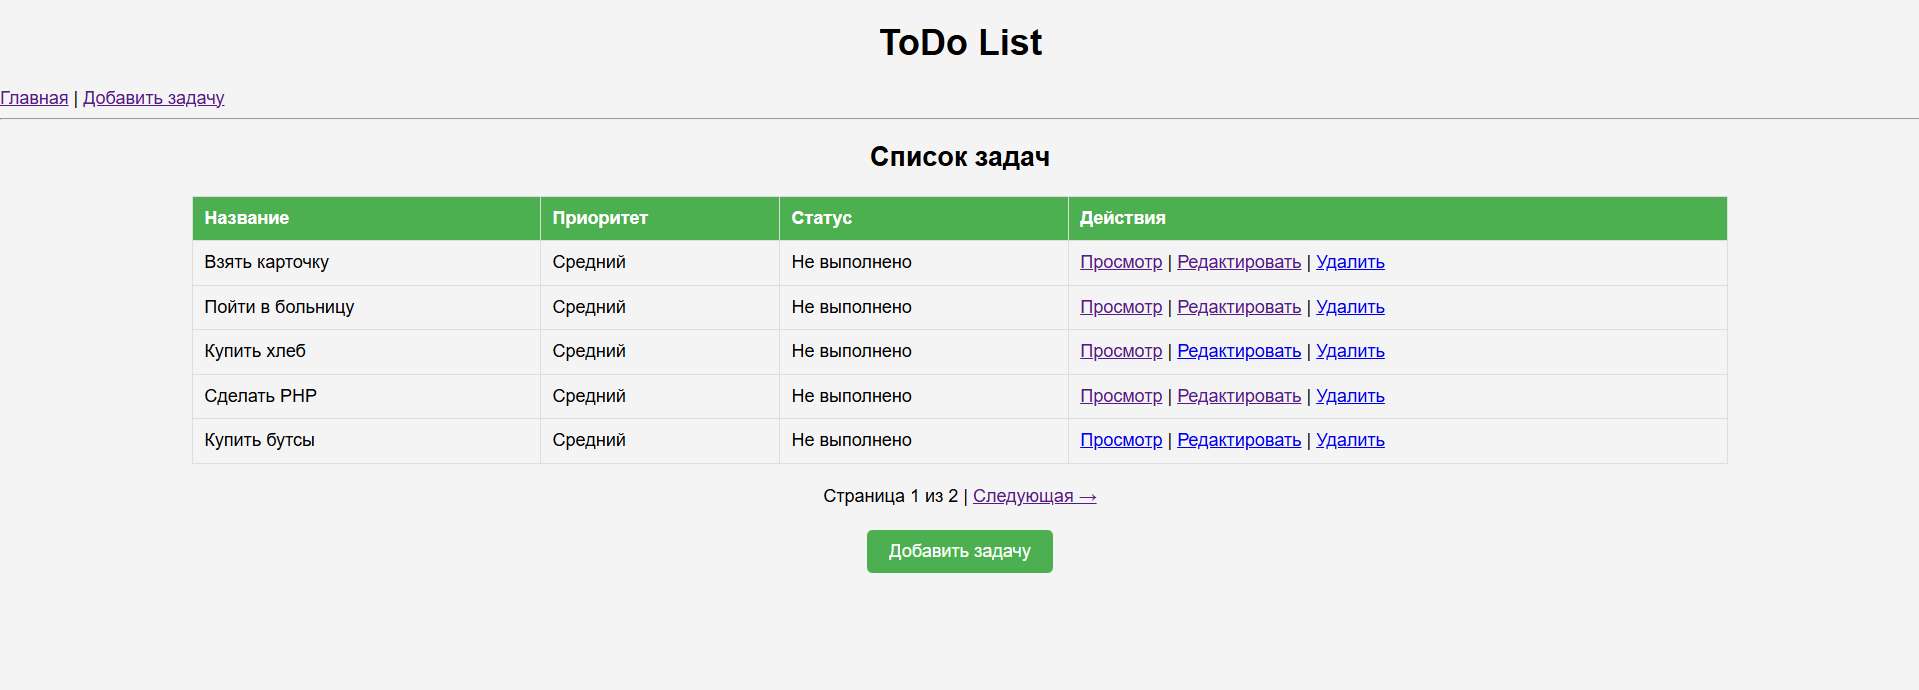 ToDo List
Главная | Добавить задачу
Список задач
Название Приоритет Статус Действия
Взять карточку Средний Не выполнено Просмотр | Редактировать | Удалить
Пойти в больницу Средний Не выполнено Просмотр | Редактировать | Удалить
Купить хлеб Средний Не выполнено Просмотр | Редактировать | Удалить
Сделать PHP Средний Не выполнено Просмотр | Редактировать | Удалить
Купить бутсы Средний Не выполнено Просмотр | Редактировать | Удалить
Страница 1 из 2 | Следующая →
Добавить задачу